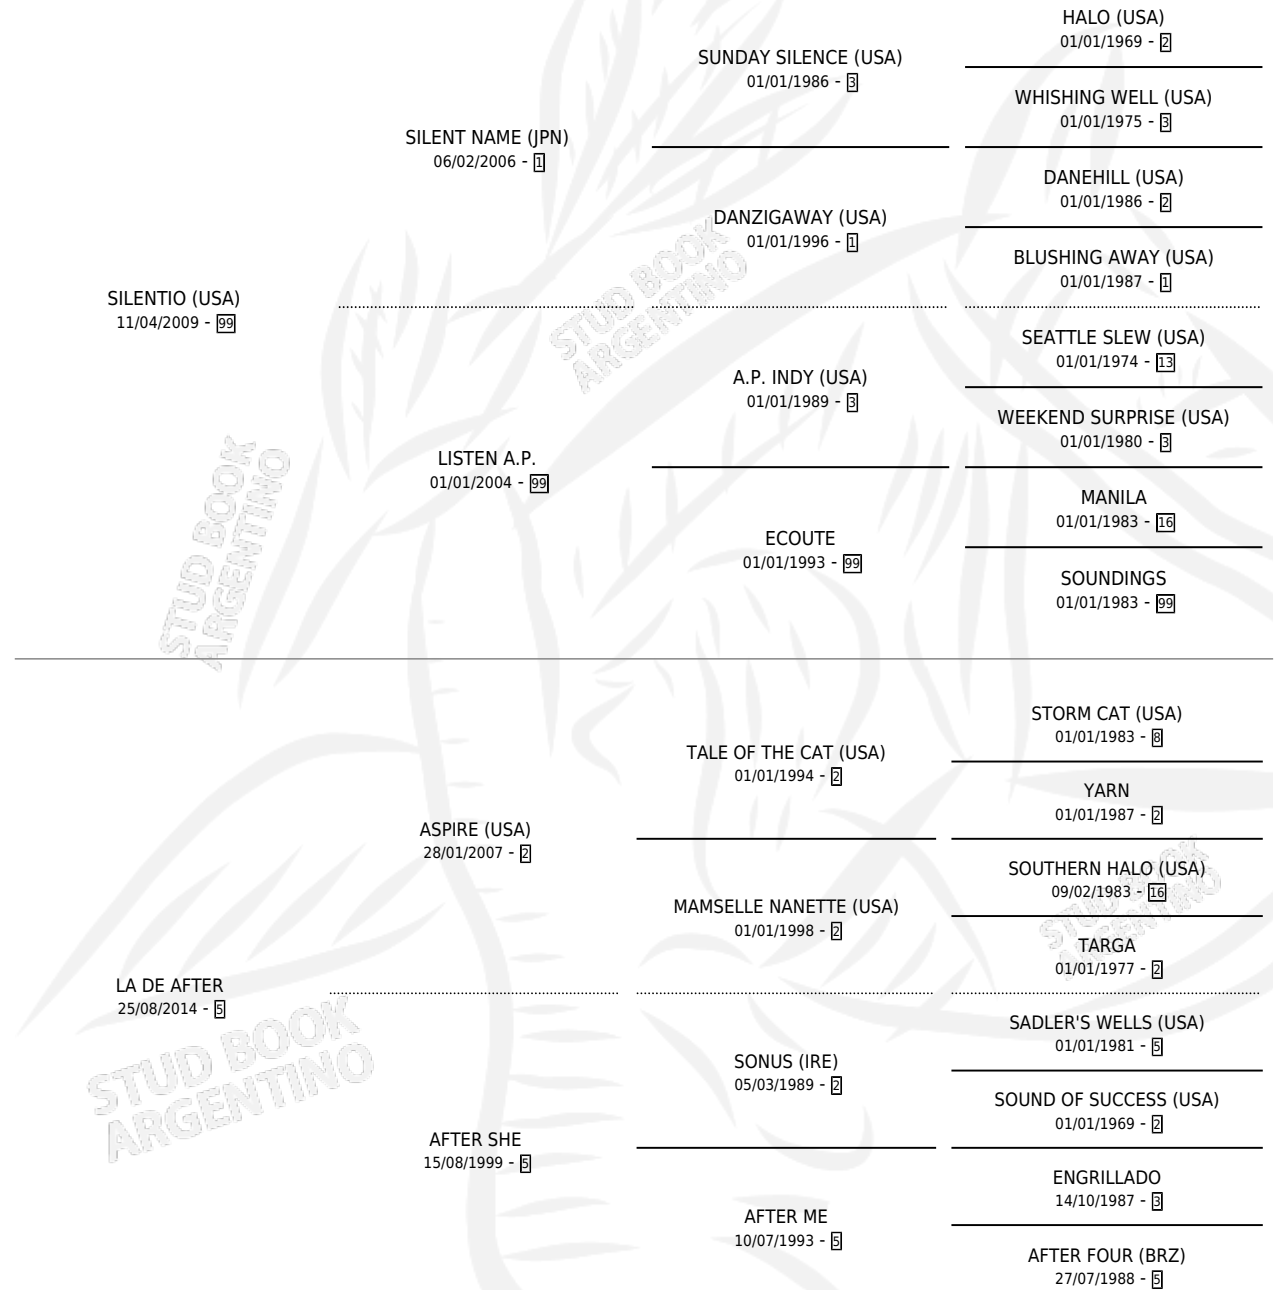 HALO (USA)
01/01/1969 - 2
SUNDAY SILENCE (USA)
01/01/1986 - 3
WHISHING WELL (USA)
01/01/1975 - 3
SILENT NAME (JPN)
06/02/2006 - 1
DANEHILL (USA)
01/01/1986 - 2
DANZIGAWAY (USA)
01/01/1996 - 1
BLUSHING AWAY (USA)
01/01/1987 - 1
SILENTIO (USA)
11/04/2009 - 99
STUD BOOK
ARGENTINO
SEATTLE SLEW (USA)
01/01/1974 - 13
A.P. INDY (USA)
01/01/1989 - 3
WEEKEND SURPRISE (USA)
01/01/1980 - 3
LISTEN A.P.
01/01/2004 - 99
MANILA
01/01/1983 - 16
ECOUTE
01/01/1993 - 99
SOUNDINGS
01/01/1983 - 99
STUD BOOK
ARGENTINO
STORM CAT (USA)
01/01/1983 - 8
TALE OF THE CAT (USA)
01/01/1994 - 2
YARN
01/01/1987 - 2
ASPIRE (USA)
28/01/2007 - 2
SOUTHERN HALO (USA)
09/02/1983 - 16
MAMSELLE NANETTE (USA)
01/01/1998 - 2
STUD BOOK
ARGENTINO
TARGA
01/01/1977 - 2
LA DE AFTER
25/08/2014 - 5
STUD BOOK
ARGENTINO
SADLER'S WELLS (USA)
01/01/1981 - 5
SONUS (IRE)
05/03/1989 - 2
SOUND OF SUCCESS (USA)
01/01/1969 - 2
AFTER SHE
15/08/1999 - 5
ENGRILLADO
14/10/1987 - 3
AFTER ME
10/07/1993 - 5
AFTER FOUR (BRZ)
27/07/1988 - 5